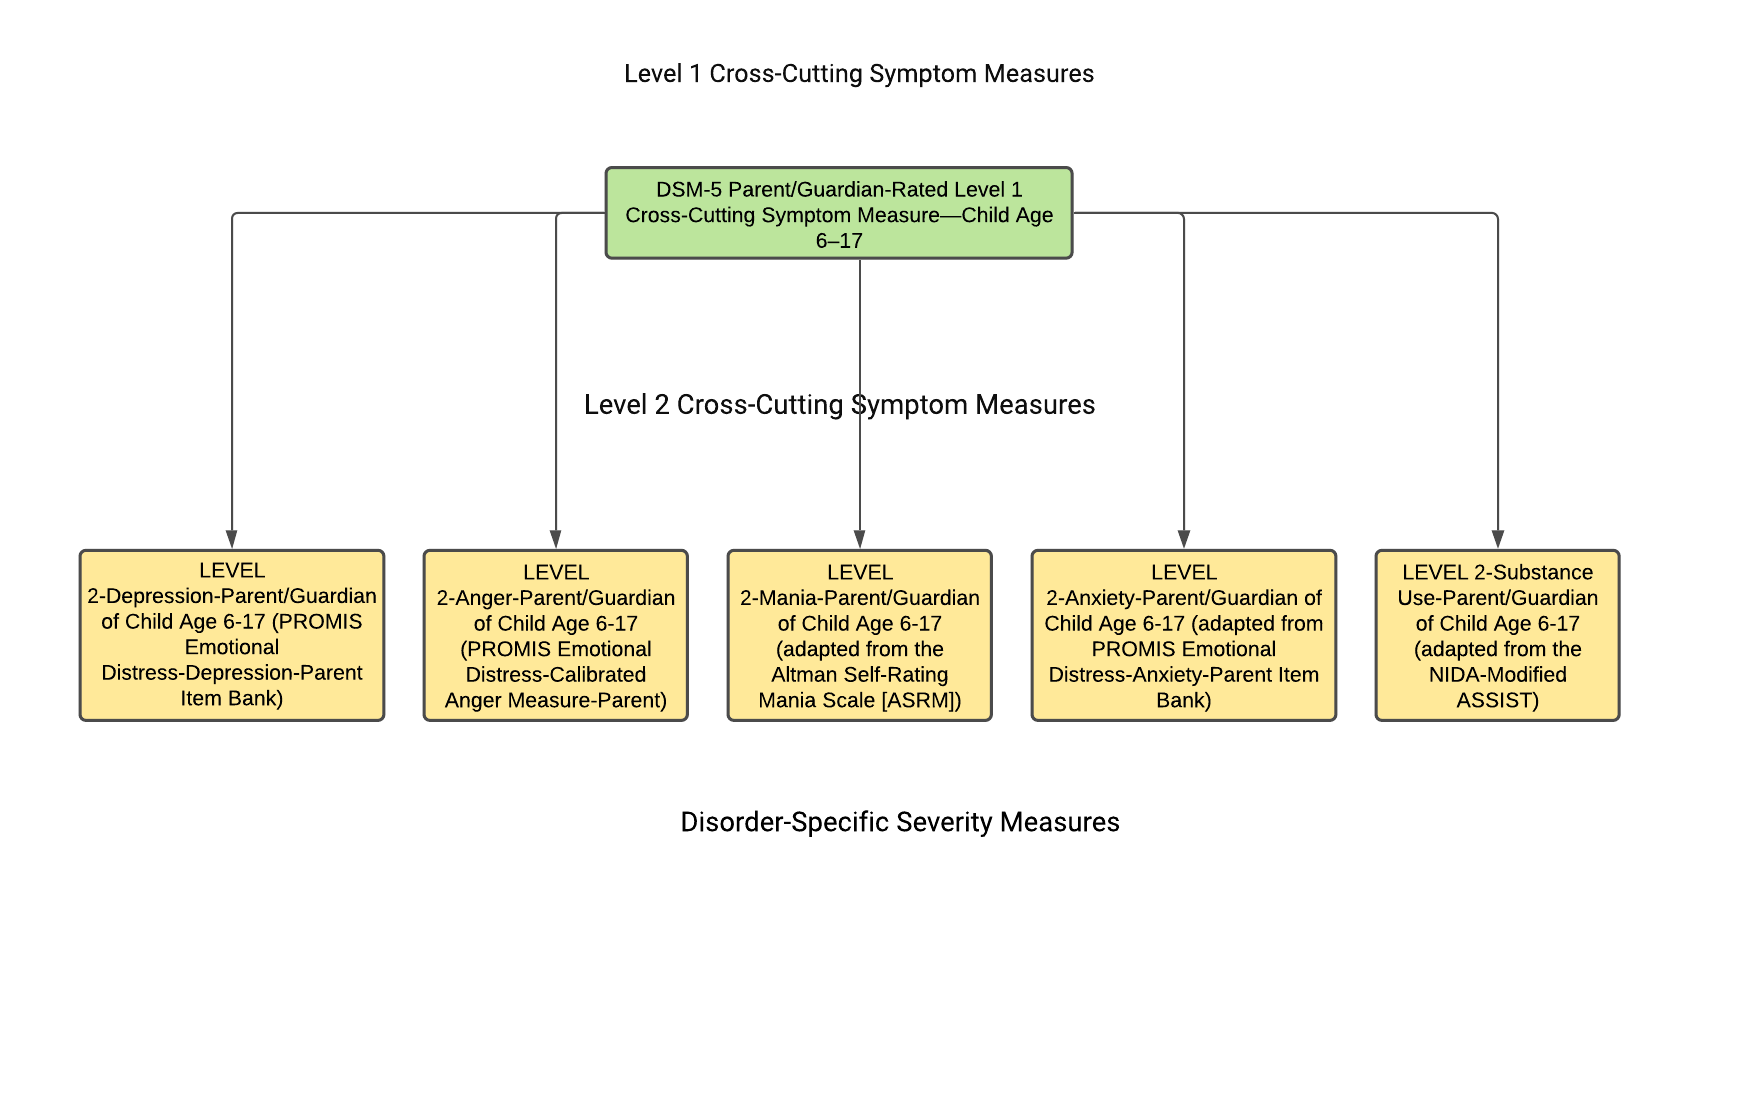 Level 1 Cross-Cutting Symptom Measures
DSM-5 Parent/Guardian-Rated Level 1
Cross-Cutting Symptom Measure—Child Age
6–17
Level 2 Cross-Cutting Symptom Measures
LEVEL
2-Depression-Parent/Guardian
of Child Age 6-17 (PROMIS
Emotional
Distress-Depression-Parent
Item Bank)
LEVEL
2-Anger-Parent/Guardian
of Child Age 6-17
(PROMIS Emotional
Distress-Calibrated
Anger Measure-Parent)
LEVEL
2-Mania-Parent/Guardian
of Child Age 6-17
(adapted from the
Altman Self-Rating
Mania Scale [ASRM])
LEVEL
2-Anxiety-Parent/Guardian of
Child Age 6-17 (adapted from
PROMIS Emotional
Distress-Anxiety-Parent Item
Bank)
LEVEL 2-Substance
Use-Parent/Guardian
of Child Age 6-17
(adapted from the
NIDA-Modified
ASSIST)
Disorder-Specific Severity Measures